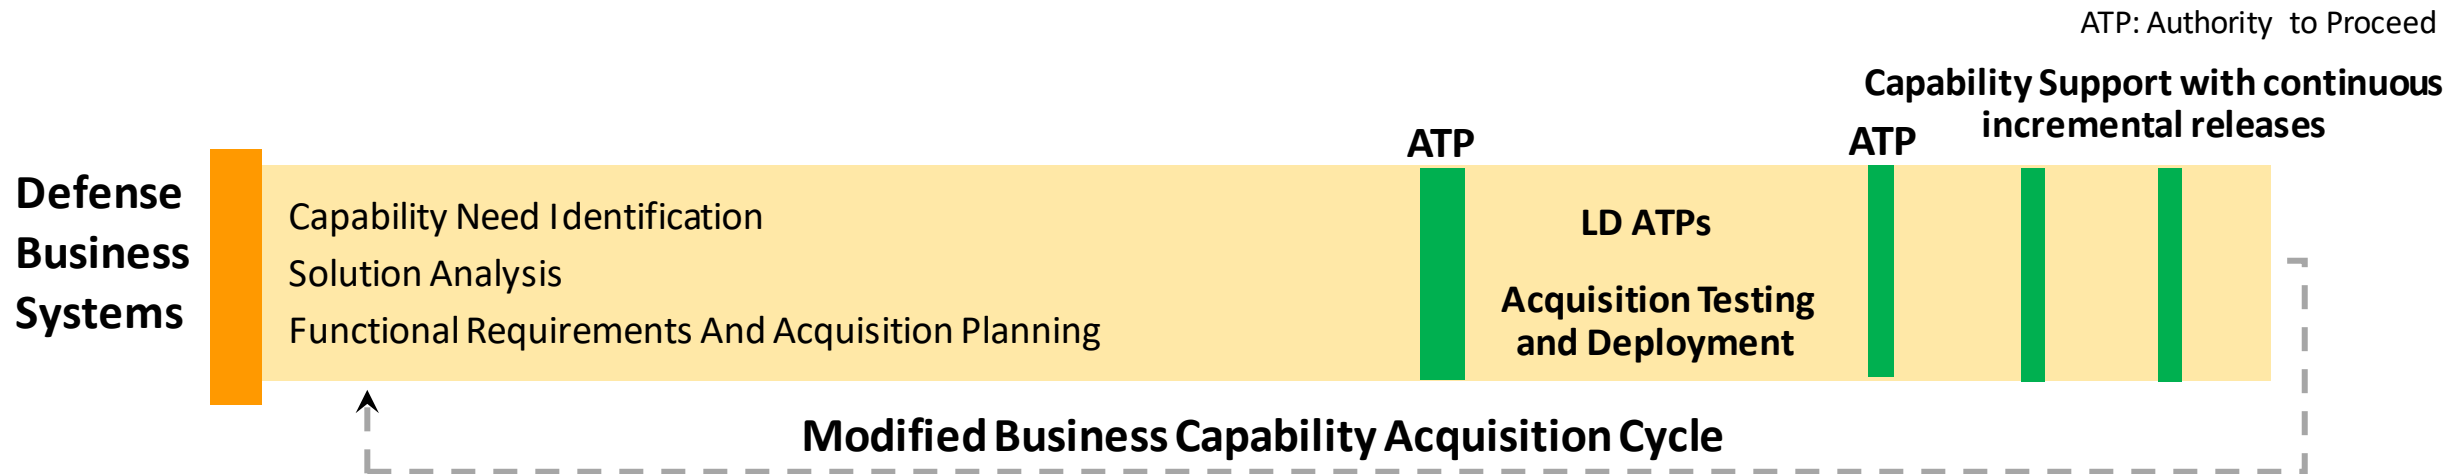 ATP: Authority to Proceed
Capability Support with continuous
incremental releases
ATP
ATP
Defense
Business
Systems
Capability Need Identification
Solution Analysis
Functional Requirements And Acquisition Planning
LD ATPs
Acquisition Testing
and Deployment
Modified Business Capability Acquisition Cycle